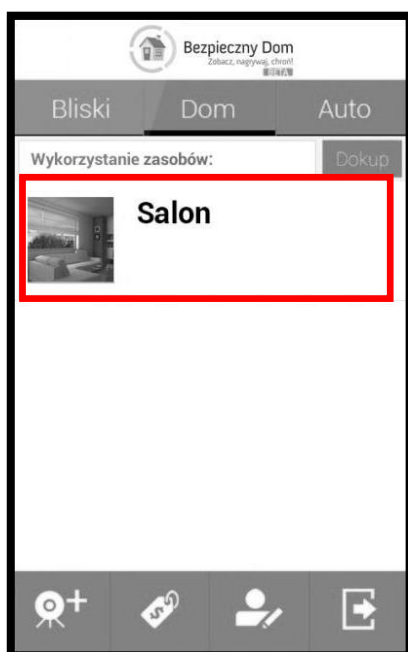 Bezpieczny Dom
Zobacz, nagrywaj, chroń!
BETA
Bliski Dom Auto
Wykorzystanie zasobów: Dokup
Salon